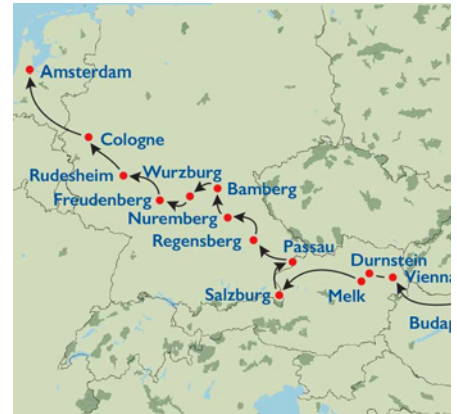 Amsterdam
Cologne
Rudesheim
Wurzburg
Freudenberg
Bamberg
Nuremberg
Regensberg
Passau
Durnstein
Vienna
Salzburg
Melk
Budap